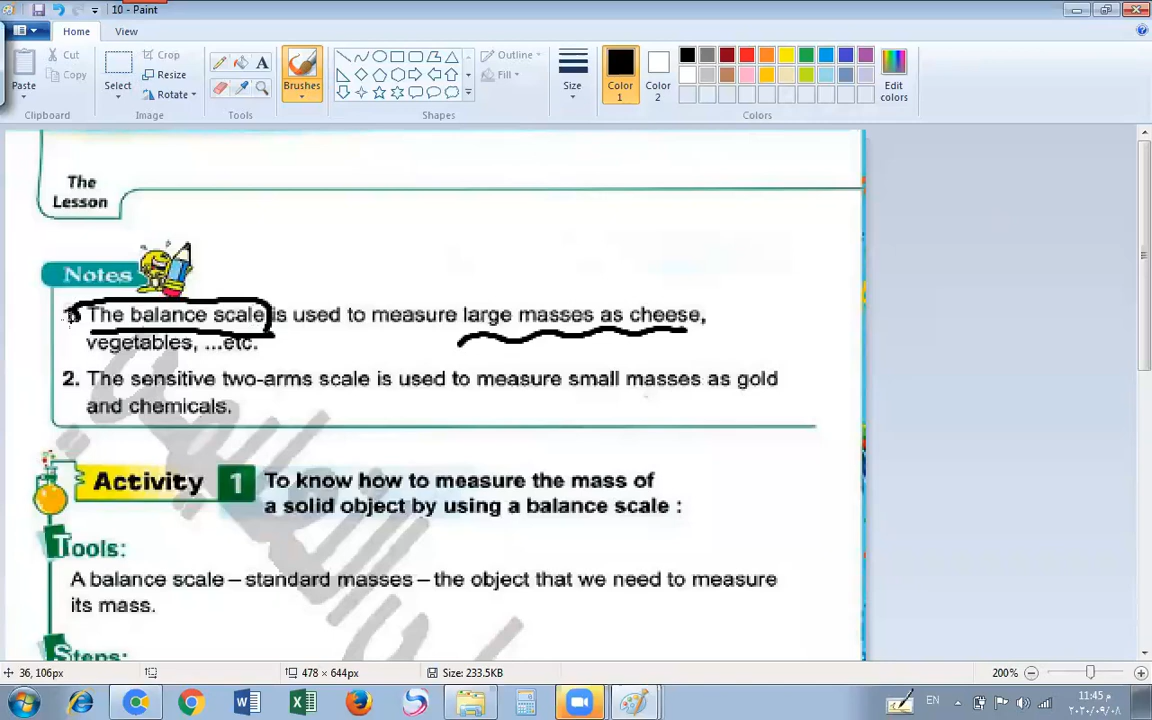 10 - Paint
Home
View
Paste
Cut
Copy
Clipboard
Select
Crop
Resize
Rotate
Image
Tools
Brushes
Shapes
Outline
Fill
Size
Color 1
Color 2
Edit colors
Colors
The
Lesson
Notes
The balance scale is used to measure large masses as cheese,
vegetables, ...etc.
2. The sensitive two-arms scale is used to measure small masses as gold
and chemicals.
Activity 1 To know how to measure the mass of
a solid object by using a balance scale :
Tools:
A balance scale – standard masses – the object that we need to measure
its mass.
Steps:
36, 106px
478 × 644px
Size: 233.5KB
200%
EN
11:45 م
٢٠٢٠/٠٩/٠٨